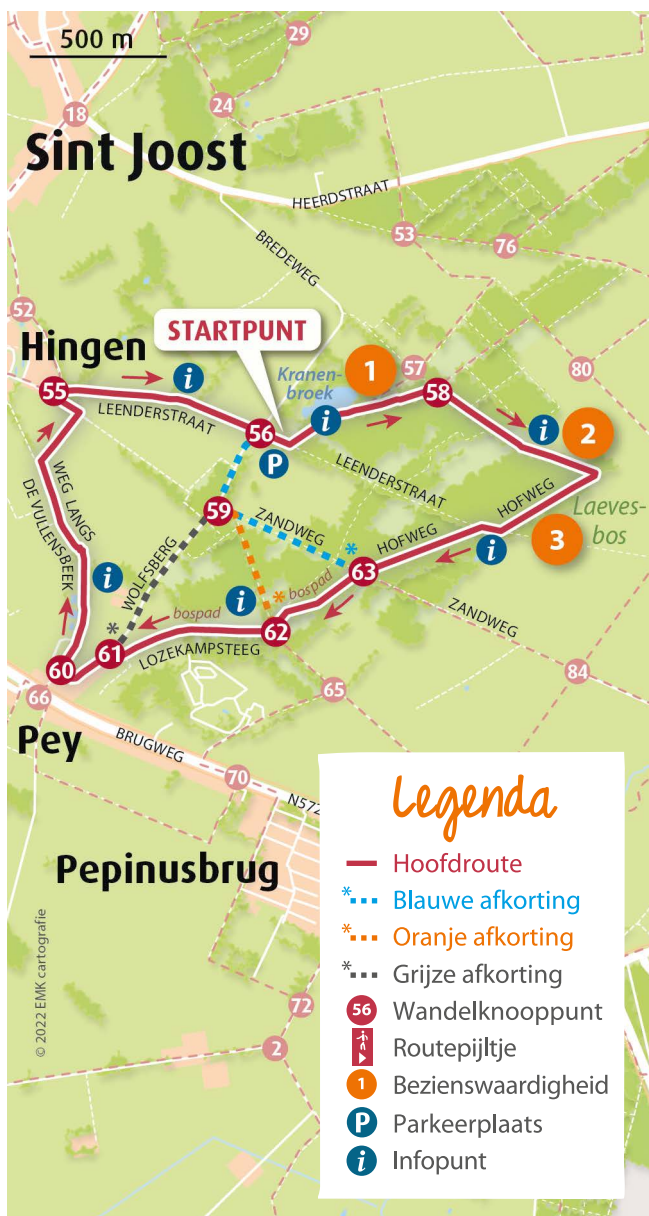 500 m
29
24
18
Sint Joost
HEERDSTRAAT
BREDEWEG
53
76
52
Hingen
STARTPUNT
Kranen-
broek
1
57
80
55
i
58
LEENDERSTRAAT
56
i
P
i
2
LEENDERSTRAAT
HOFWEG
Laeves-
bos
WEG LANGS
DE VULLENSBEEK
59
ZANDWEG
HOFWEG
i
3
*
63
i
WOLFSBERG
i
*
bospad
ZANDWEG
*
bospad
62
61
LOZEKAMPSTEEG
60
65
84
66
Pey
BRUGWEG
70
N572
Pepinusbrug
72
2
© 2022 EMK cartografie
Legenda
Hoofdroute
* Blauwe afkorting
* Oranje afkorting
* Grijze afkorting
56 Wandelknooppunt
Routepijltje
1 Bezienswaardigheid
P Parkeerplaats
i Infopunt